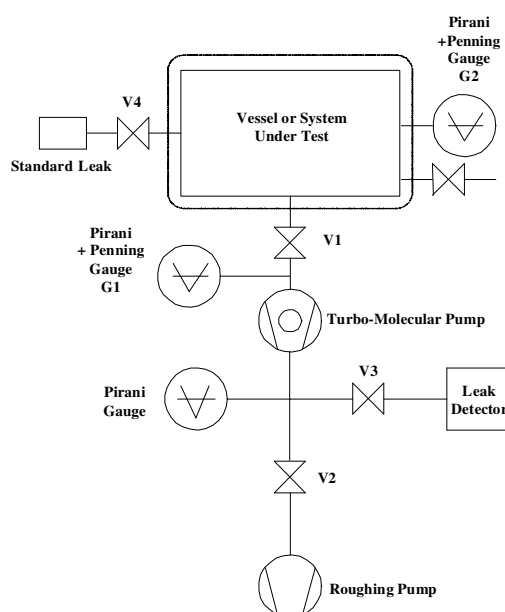 Pirani
+Penning
Gauge
G2
V4
Vessel or System
Under Test
Standard Leak
V1
Pirani
+ Penning
Gauge
G1
Turbo-Molecular Pump
V3
Pirani
Gauge
Leak
Detector
V2
Roughing Pump